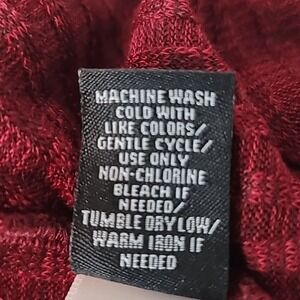 MACHINE WASH
COLD WITH
LIKE COLORS/
GENTLE CYCLE/
USE ONLY
NON-CHLORINE
BLEACH IF
NEEDED/
TUMBLE DRY LOW/
WARM IRON IF
NEEDED